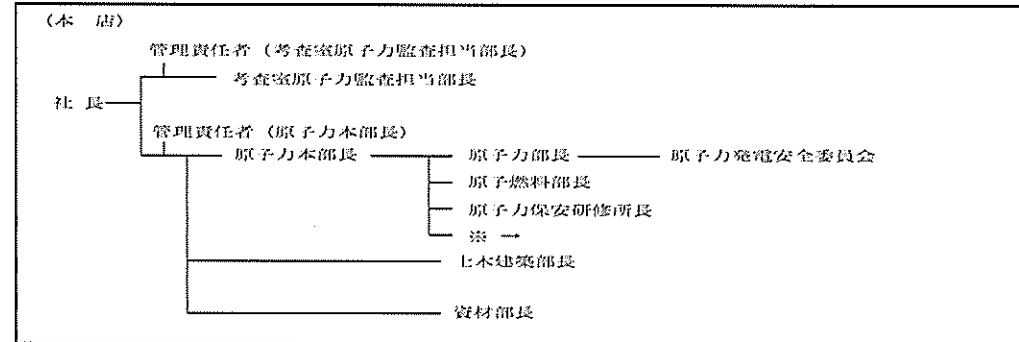 (本 店)
管理責任者 (考査室原子力監査担当部長)
考査室原子力監査担当部長
社 長
管理責任者 (原子力本部長)
原子力本部長 原子力部長 原子力発電安全委員会
原子燃料部長
原子力保安研修所長
※ →
土木建築部長
資材部長